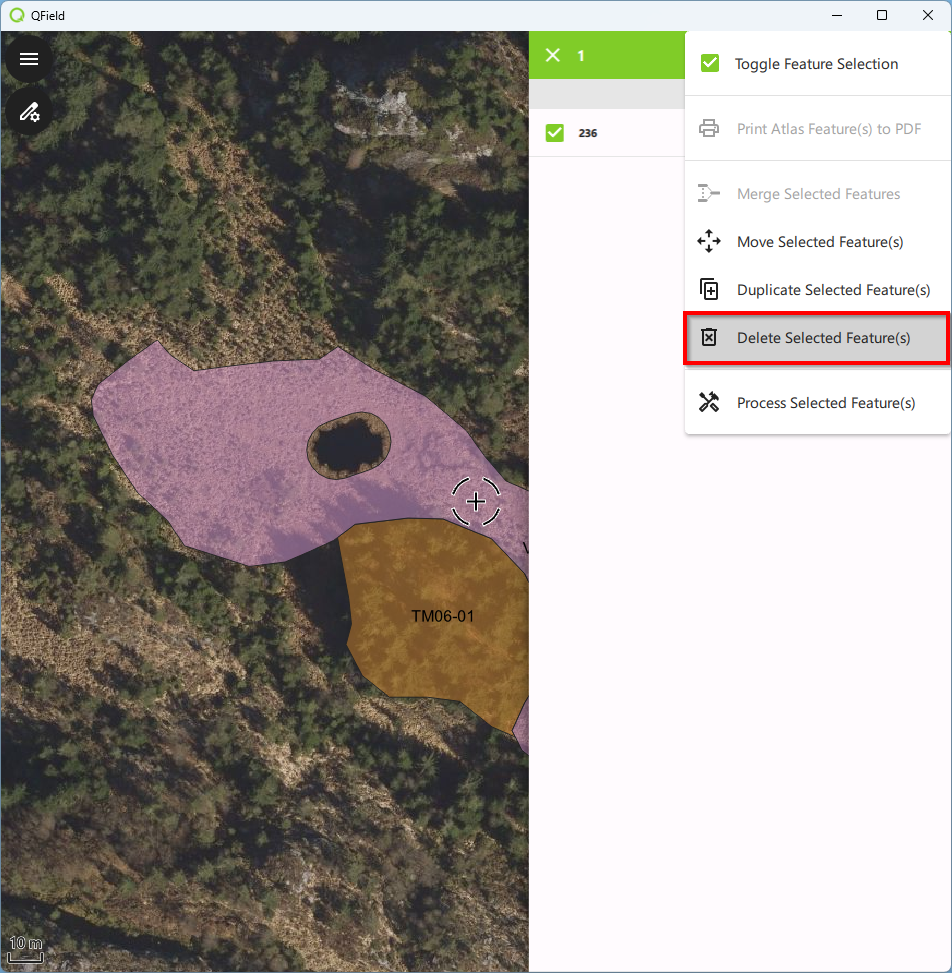 QField
1
Toggle Feature Selection
Print Atlas Feature(s) to PDF
236
Merge Selected Features
Move Selected Feature(s)
Duplicate Selected Feature(s)
Delete Selected Feature(s)
Process Selected Feature(s)
TM06-01
10 m